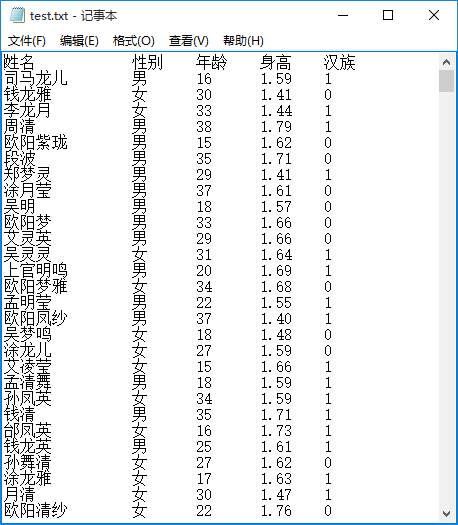 test.txt - 记事本
文件(F) 编辑(E) 格式(O) 查看(V) 帮助(H)
姓名 性别 年龄 身高 汉族
司马龙儿 男 16 1.59 1
钱龙雅 女 30 1.41 0
李龙月 女 33 1.44 1
周清 男 38 1.79 1
欧阳紫珑 男 15 1.62 0
段波 男 35 1.71 0
郑梦灵 男 29 1.41 1
涂月莹 男 37 1.61 0
吴明 男 18 1.57 0
欧阳梦 男 33 1.66 0
艾灵英 男 29 1.66 0
吴灵灵 女 31 1.64 1
上官明鸣 男 20 1.69 1
欧阳梦雅 女 34 1.68 0
孟明莹 男 22 1.55 1
欧阳凤纱 男 37 1.40 1
吴梦鸣 女 18 1.48 0
涂龙儿 女 27 1.59 0
艾凌莹 女 15 1.66 1
孟清舞 男 18 1.59 1
孙凤英 女 34 1.59 1
钱清 男 35 1.71 1
邰凤英 女 16 1.73 1
钱龙英 男 25 1.61 1
孙舞清 女 27 1.62 0
涂龙雅 女 17 1.63 1
月清 女 30 1.47 1
欧阳清纱 女 22 1.76 0